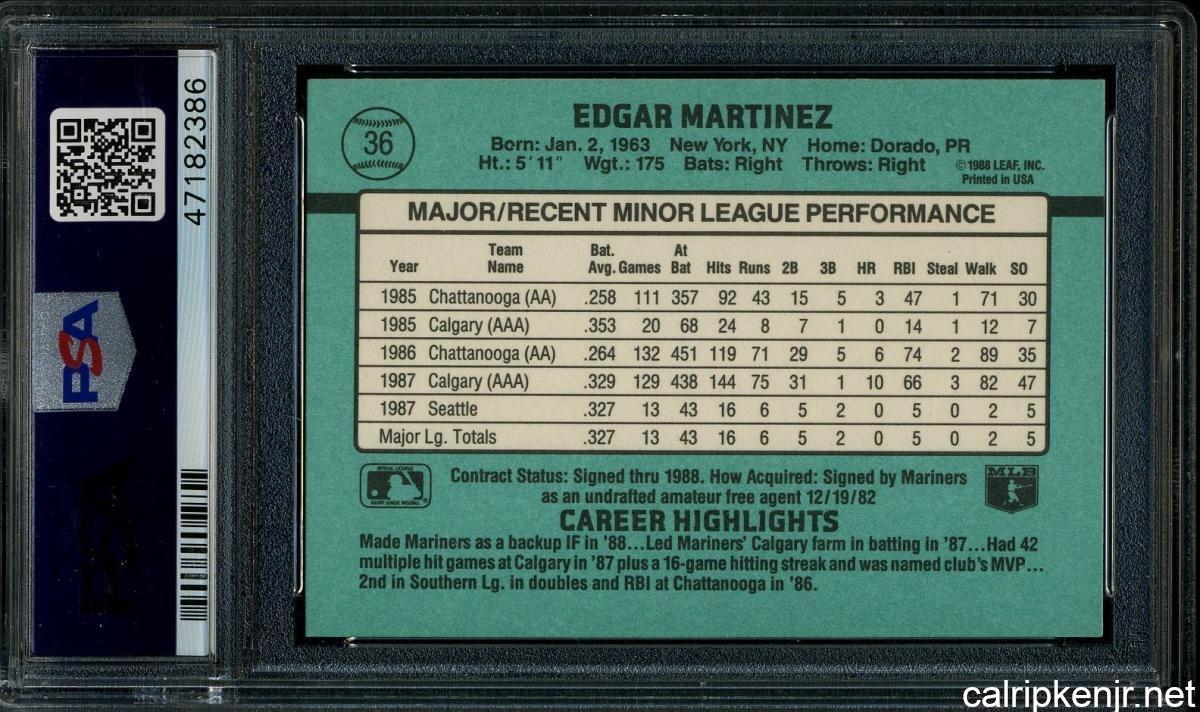 47182386
PSA
36
EDGAR MARTINEZ
Born: Jan. 2, 1963 New York, NY Home: Dorado, PR
Ht.: 5'11" Wgt.: 175 Bats: Right Throws: Right
©1988 LEAF, INC.
Printed in USA
MAJOR/RECENT MINOR LEAGUE PERFORMANCE
Year Team Name Bat. Avg. Games At Bat Hits Runs 2B 3B HR RBI Steal Walk SO
1985 Chattanooga (AA) .258 111 357 92 43 15 5 3 47 1 71 30
1985 Calgary (AAA) .353 20 68 24 8 7 1 0 14 1 12 7
1986 Chattanooga (AA) .264 132 451 119 71 29 5 6 74 2 89 35
1987 Calgary (AAA) .329 129 438 144 75 31 1 10 66 3 82 47
1987 Seattle .327 13 43 16 6 5 2 0 5 0 2 5
Major Lg. Totals .327 13 43 16 6 5 2 0 5 0 2 5
Contract Status: Signed thru 1988. How Acquired: Signed by Mariners
as an undrafted amateur free agent 12/19/82
MLB
CAREER HIGHLIGHTS
Made Mariners as a backup IF in '88...Led Mariners' Calgary farm in batting in '87...Had 42
multiple hit games at Calgary in '87 plus a 16-game hitting streak and was named club's MVP...
2nd in Southern Lg. in doubles and RBI at Chattanooga in '86.
calripkenjr.net